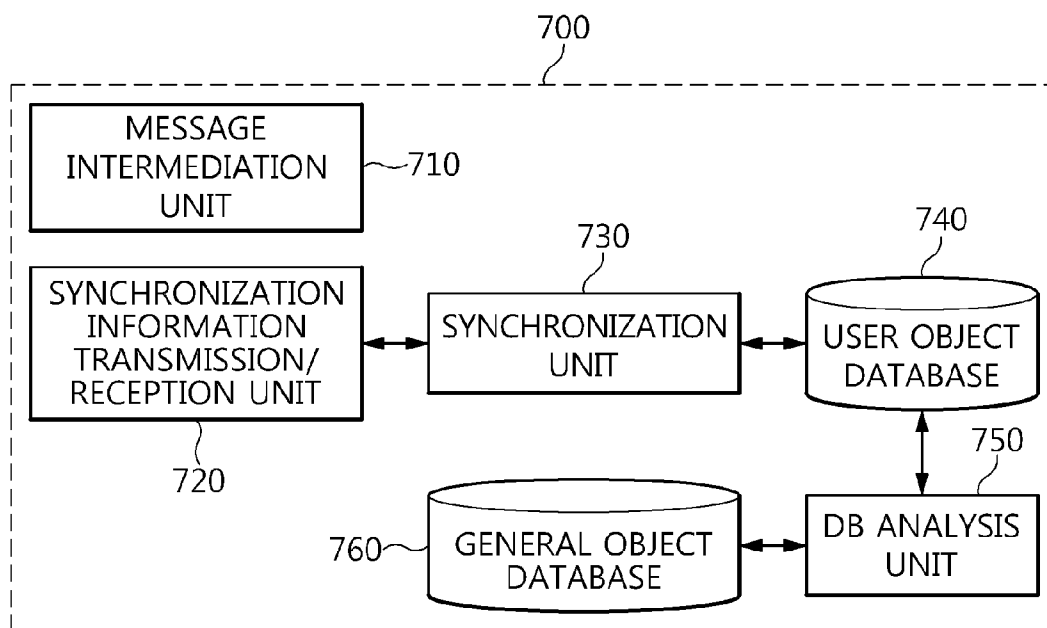 700
MESSAGE
INTERMEDIATION
UNIT
710
SYNCHRONIZATION
INFORMATION
TRANSMISSION/
RECEPTION UNIT
720
730
SYNCHRONIZATION
UNIT
740
USER OBJECT
DATABASE
750
DB ANALYSIS
UNIT
760
GENERAL OBJECT
DATABASE